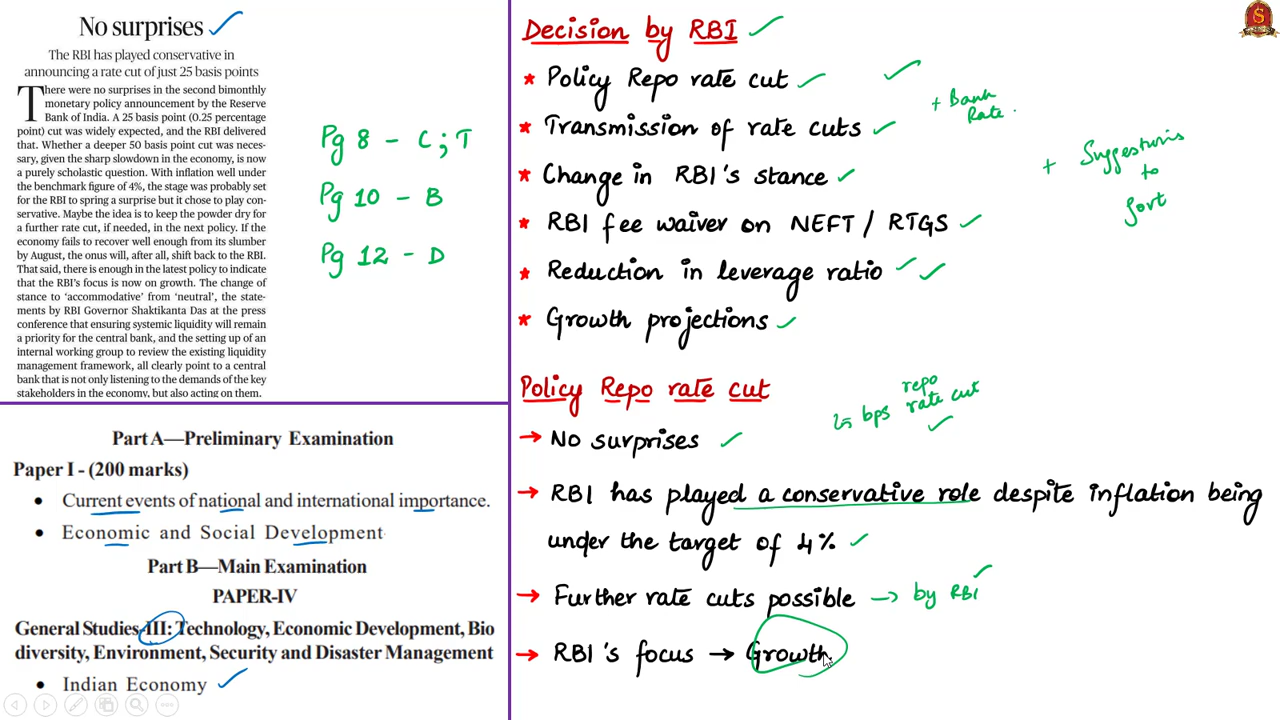 No surprises
The RBI has played conservative in
announcing a rate cut of just 25 basis points
There were no surprises in the second bimonthly
monetary policy announcement by the Reserve
Bank of India. A 25 basis point (0.25 percentage
point) cut was widely expected, and the RBI delivered
that. Whether a deeper 50 basis point cut was neces-
sary, given the sharp slowdown in the economy, is now
a purely scholastic question. With inflation well under
the benchmark figure of 4%, the stage was probably set
for the RBI to spring a surprise but it chose to play con-
servative. Maybe the idea is to keep the powder dry for
a further rate cut, if needed, in the next policy. If the
economy fails to recover well enough from its slumber
by August, the onus will, after all, shift back to the RBI.
That said, there is enough in the latest policy to indicate
that the RBI's focus is now on growth. The change of
stance to 'accommodative' from 'neutral', the state-
ments by RBI Governor Shaktikanta Das at the press
conference that ensuring systemic liquidity will remain
a priority for the central bank, and the setting up of an
internal working group to review the existing liquidity
management framework, all clearly point to a central
bank that is not only listening to the demands of the key
stakeholders in the economy, but also acting on them.
Pg 8 - C ; T
Pg 10 - B
Pg 12 - D
Part A—Preliminary Examination
Paper I - (200 marks)
• Current events of national and international importance.
• Economic and Social Development
Part B—Main Examination
PAPER-IV
General Studies-III: Technology, Economic Development, Bio
diversity, Environment, Security and Disaster Management
• Indian Economy
Decision by RBI
* Policy Repo rate cut
* Transmission of rate cuts
+ Bank
Rate
* Change in RBI's stance
* RBI fee waiver on NEFT / RTGS
* Reduction in leverage ratio
* Growth projections
+ Suggestions
to
Govt
Policy Repo rate cut
25 bps repo
rate cut
→ No surprises
→ RBI has played a conservative role despite inflation being
under the target of 4%
→ Further rate cuts possible → by RBI
→ RBI's focus → Growth
S